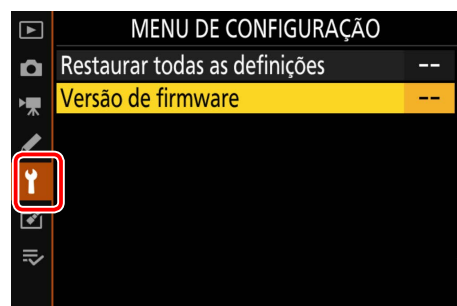 MENU DE CONFIGURAÇÃO
Restaurar todas as definições --
Versão de firmware --